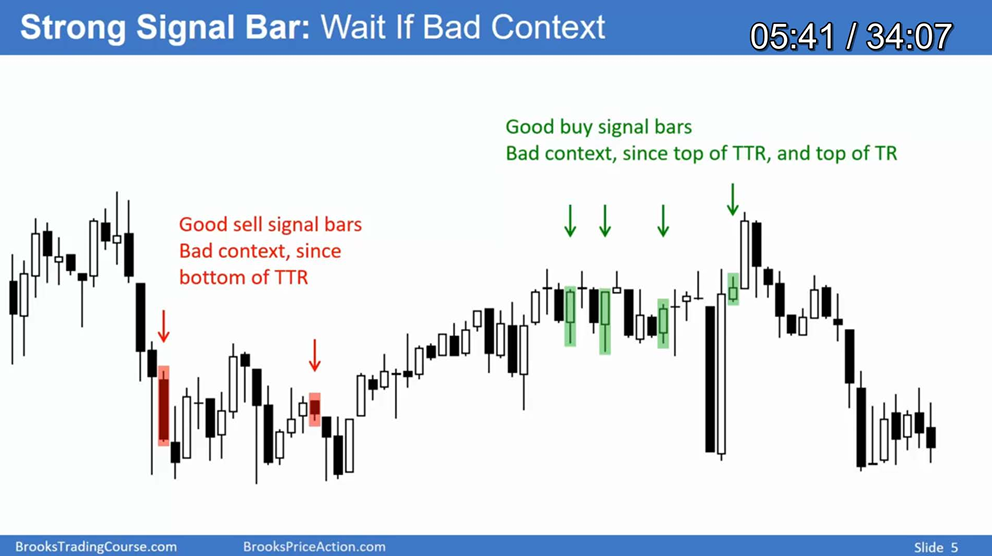 Strong Signal Bar: Wait If Bad Context
05:41 / 34:07
Good buy signal bars
Bad context, since top of TTR, and top of TR
Good sell signal bars
Bad context, since
bottom of TTR
BrooksTradingCourse.com
BrooksPriceAction.com
Slide 5